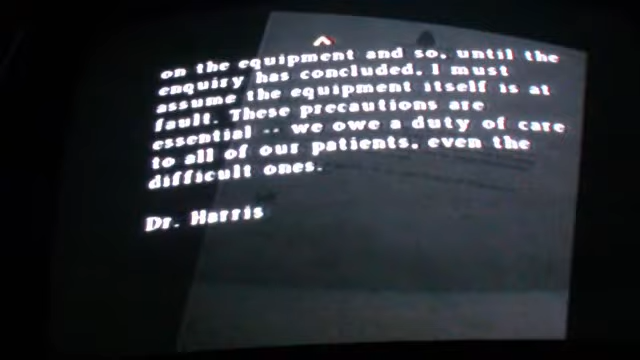 on the equipment and so, until the
enquiry has concluded, I must
assume the equipment itself is at
fault. These precautions are
essential -- we owe a duty of care
to all of our patients, even the
difficult ones.
Dr. Harris